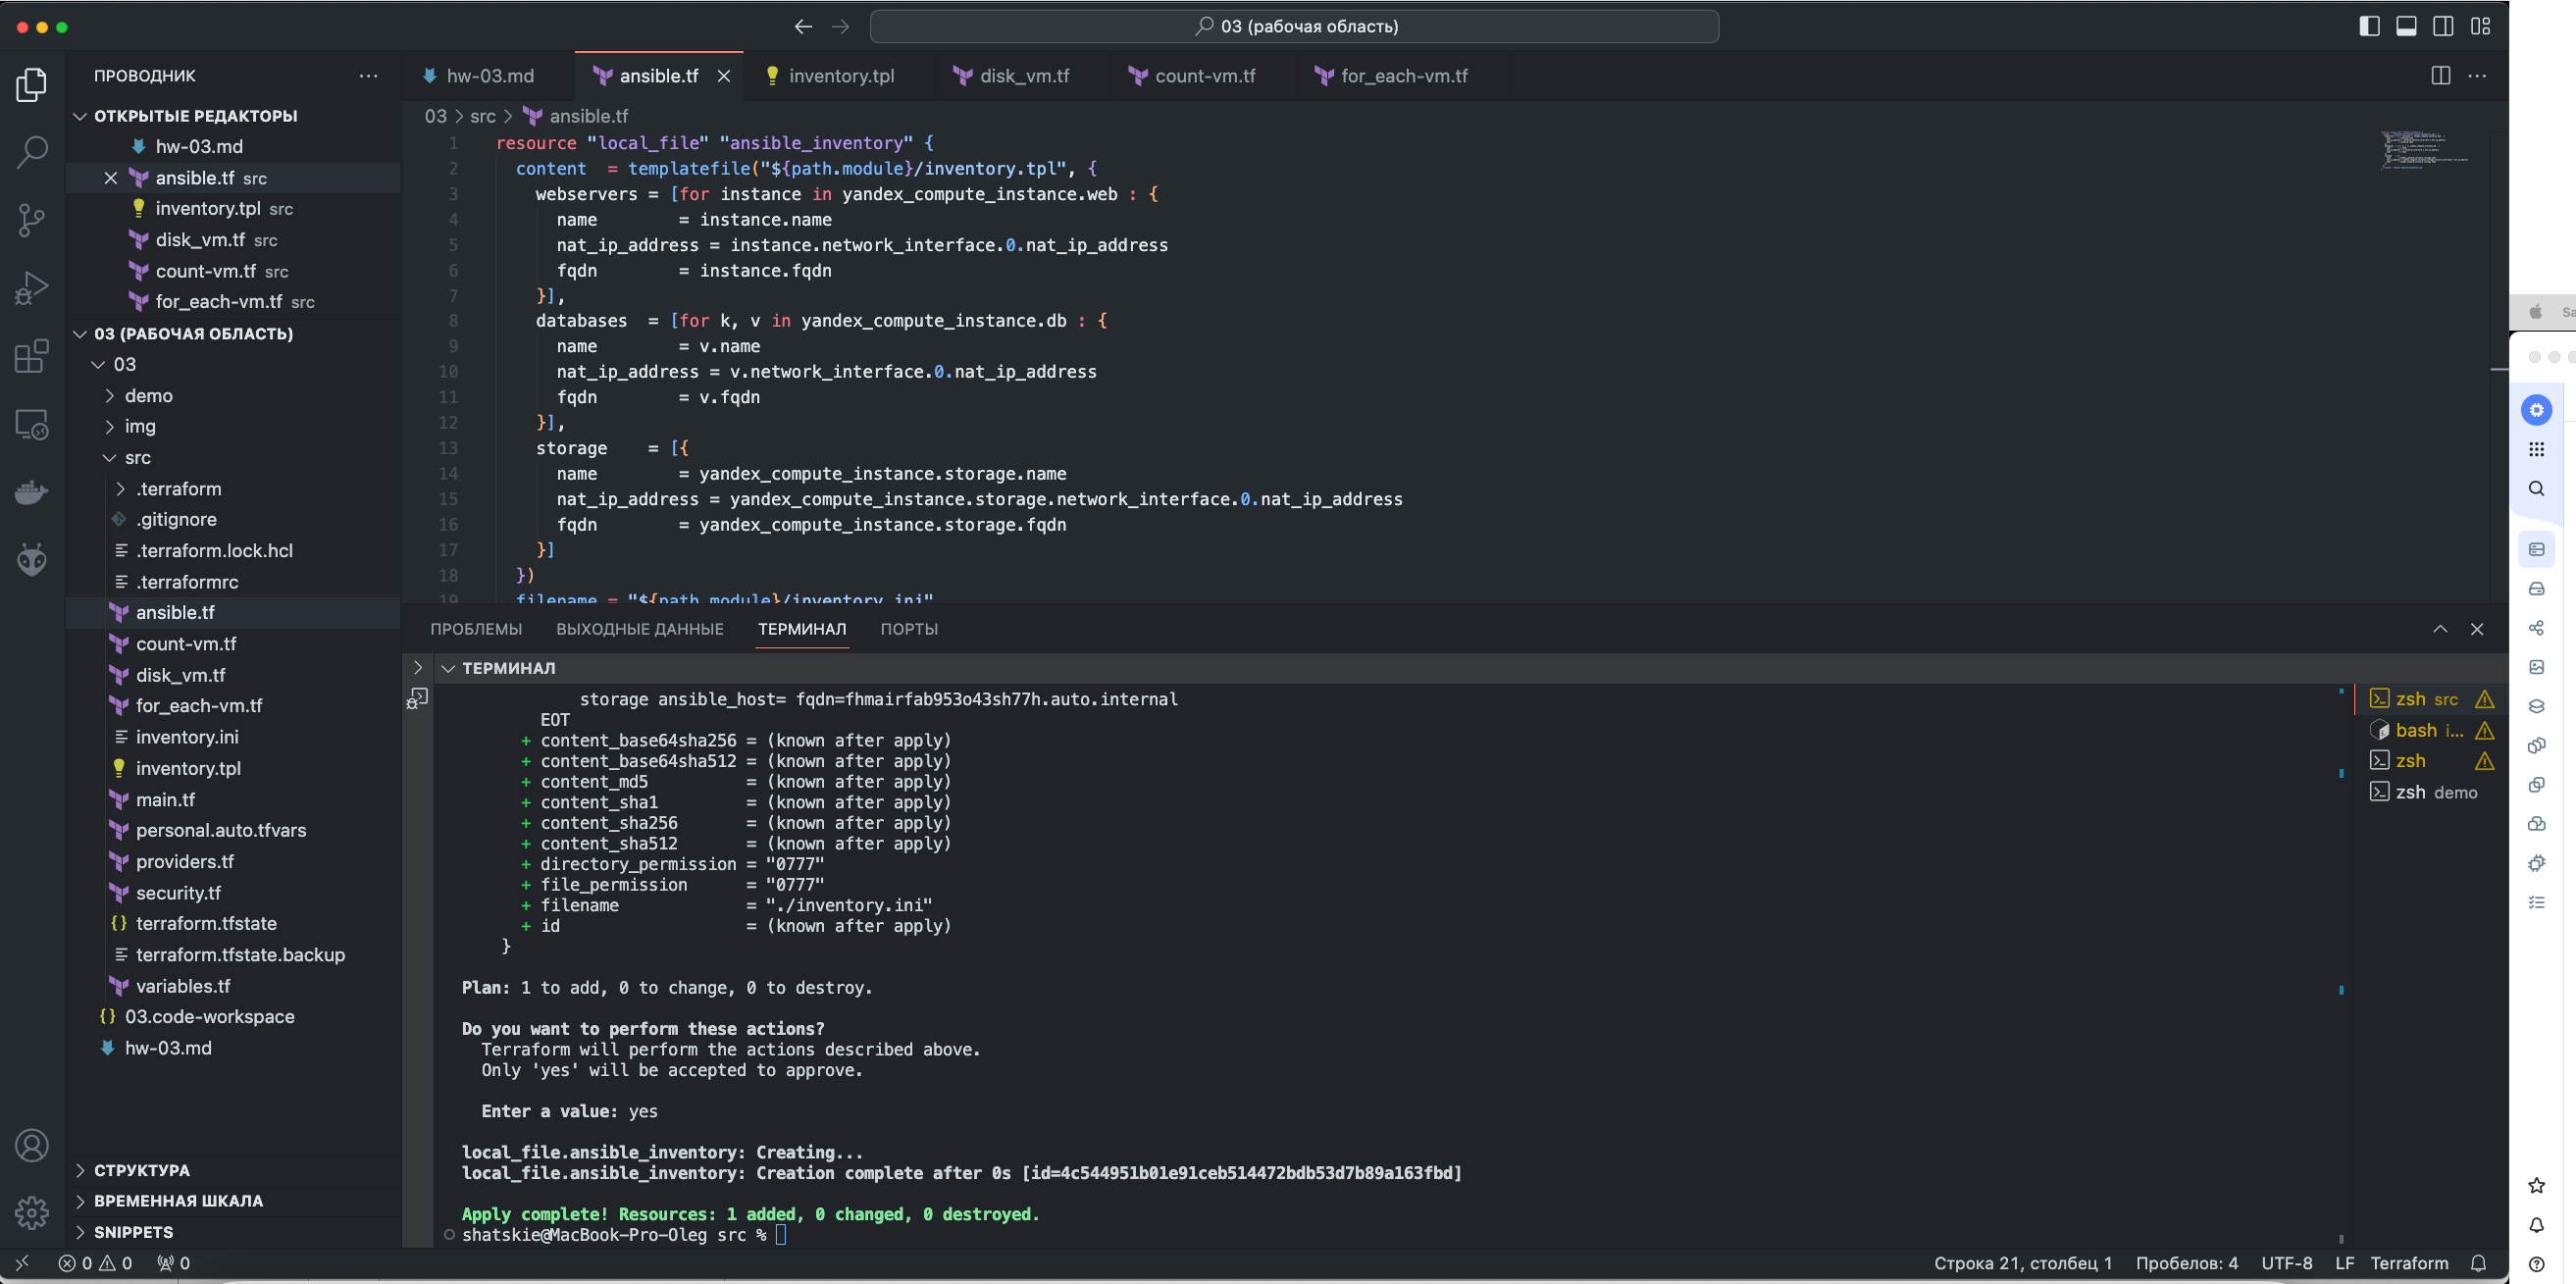 03 (рабочая область)
ПРОВОДНИК
ОТКРЫТЫЕ РЕДАКТОРЫ
hw-03.md
ansible.tf src
inventory.tpl src
disk_vm.tf src
count-vm.tf src
for_each-vm.tf src
03 (РАБОЧАЯ ОБЛАСТЬ)
03
demo
img
src
.terraform
.gitignore
.terraform.lock.hcl
.terraformrc
ansible.tf
count-vm.tf
disk_vm.tf
for_each-vm.tf
inventory.ini
inventory.tpl
main.tf
personal.auto.tfvars
providers.tf
security.tf
terraform.tfstate
terraform.tfstate.backup
variables.tf
03.code-workspace
hw-03.md
СТРУКТУРА
ВРЕМЕННАЯ ШКАЛА
SNIPPETS
hw-03.md ansible.tf inventory.tpl disk_vm.tf count-vm.tf for_each-vm.tf
03 > src > ansible.tf
1 resource "local_file" "ansible_inventory" {
2 content = templatefile("${path.module}/inventory.tpl", {
3 webservers = [for instance in yandex_compute_instance.web : {
4 name = instance.name
5 nat_ip_address = instance.network_interface.0.nat_ip_address
6 fqdn = instance.fqdn
7 }],
8 databases = [for k, v in yandex_compute_instance.db : {
9 name = v.name
10 nat_ip_address = v.network_interface.0.nat_ip_address
11 fqdn = v.fqdn
12 }],
13 storage = [{
14 name = yandex_compute_instance.storage.name
15 nat_ip_address = yandex_compute_instance.storage.network_interface.0.nat_ip_address
16 fqdn = yandex_compute_instance.storage.fqdn
17 }]
18 })
19 filename = "${path.module}/inventory.ini"
ПРОБЛЕМЫ ВЫХОДНЫЕ ДАННЫЕ ТЕРМИНАЛ ПОРТЫ
ТЕРМИНАЛ
storage ansible_host= fqdn=fhmairfab953o43sh77h.auto.internal
EOT
+ content_base64sha256 = (known after apply)
+ content_base64sha512 = (known after apply)
+ content_md5 = (known after apply)
+ content_sha1 = (known after apply)
+ content_sha256 = (known after apply)
+ content_sha512 = (known after apply)
+ directory_permission = "0777"
+ file_permission = "0777"
+ filename = "./inventory.ini"
+ id = (known after apply)
}
Plan: 1 to add, 0 to change, 0 to destroy.
Do you want to perform these actions?
Terraform will perform the actions described above.
Only 'yes' will be accepted to approve.
Enter a value: yes
local_file.ansible_inventory: Creating...
local_file.ansible_inventory: Creation complete after 0s [id=4c544951b01e91ceb514472bdb53d7b89a163fbd]
Apply complete! Resources: 1 added, 0 changed, 0 destroyed.
shatskie@MacBook-Pro-Oleg src %
zsh src
bash i...
zsh
zsh demo
0 0 0
Строка 21, столбец 1 Пробелов: 4 UTF-8 LF Terraform